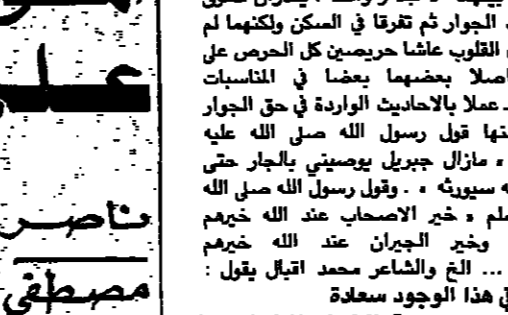 الجوار ثم تفرقا في المسكن ولكنهما لم
القلوب عاشا حريصين كل الحرص على
بعضهما بعضا في المناسبات
عملا بالاحاديث الواردة في حق الجوار
قول رسول الله صلى الله عليه
« مازال جبريل يوصيني بالجار حتى
سيورثه » . وقول رسول الله صلى الله
« خير الاصحاب عند الله خيرهم
وخير الجيران عند الله خيرهم
... الخ والشاعر محمد اقبال يقول :
هذا الوجود سعادة
ناصر
مصطفى